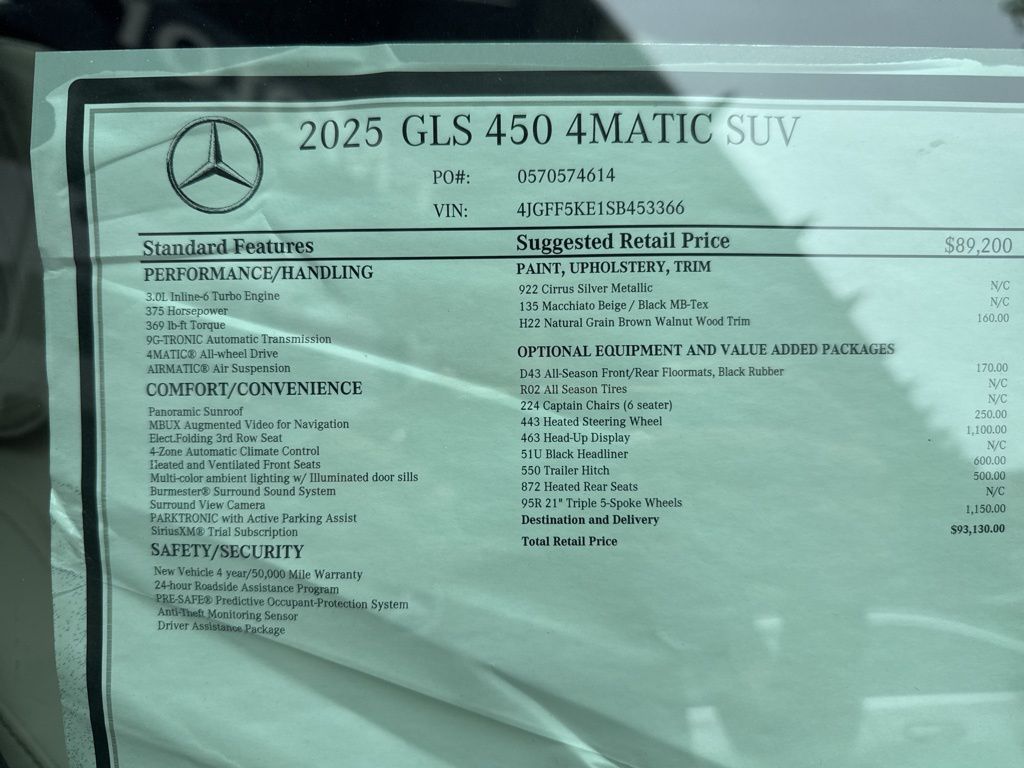 2025 GLS 450 4MATIC SUV
PO#: 0570574614
VIN: 4JGFF5KE1SB453366
Standard Features
PERFORMANCE/HANDLING
3.0L Inline-6 Turbo Engine
375 Horsepower
369 lb-ft Torque
9G-TRONIC Automatic Transmission
4MATIC® All-wheel Drive
AIRMATIC® Air Suspension
COMFORT/CONVENIENCE
Panoramic Sunroof
MBUX Augmented Video for Navigation
Elect.Folding 3rd Row Seat
4-Zone Automatic Climate Control
Heated and Ventilated Front Seats
Multi-color ambient lighting w/ Illuminated door sills
Burmester® Surround Sound System
Surround View Camera
PARKTRONIC with Active Parking Assist
SiriusXM® Trial Subscription
SAFETY/SECURITY
New Vehicle 4 year/50,000 Mile Warranty
24-hour Roadside Assistance Program
PRE-SAFE® Predictive Occupant-Protection System
Anti-Theft Monitoring Sensor
Driver Assistance Package
Suggested Retail Price $89,200
PAINT, UPHOLSTERY, TRIM
922 Cirrus Silver Metallic N/C
135 Macchiato Beige / Black MB-Tex N/C
H22 Natural Grain Brown Walnut Wood Trim 160.00
OPTIONAL EQUIPMENT AND VALUE ADDED PACKAGES
D43 All-Season Front/Rear Floormats, Black Rubber 170.00
R02 All Season Tires N/C
224 Captain Chairs (6 seater) N/C
443 Heated Steering Wheel 250.00
463 Head-Up Display 1,100.00
51U Black Headliner N/C
550 Trailer Hitch 600.00
872 Heated Rear Seats 500.00
95R 21" Triple 5-Spoke Wheels N/C
Destination and Delivery 1,150.00
Total Retail Price $93,130.00